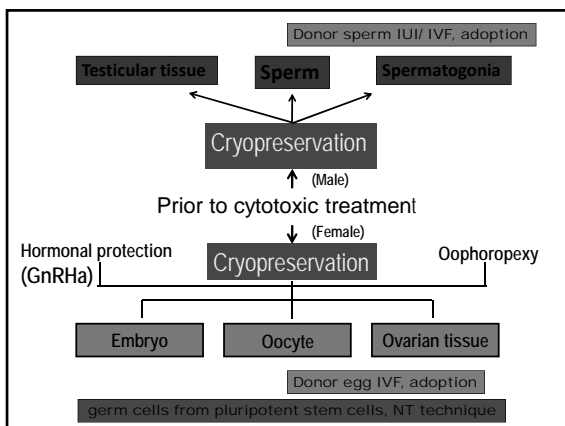 Donor sperm IUI/ IVF, adoption
Testicular tissue Sperm Spermatogonia
Cryopreservation
(Male)
Prior to cytotoxic treatment
(Female)
Hormonal protection Cryopreservation Oophoropexy
(GnRHa)
Embryo Oocyte Ovarian tissue
Donor egg IVF, adoption
germ cells from pluripotent stem cells, NT technique